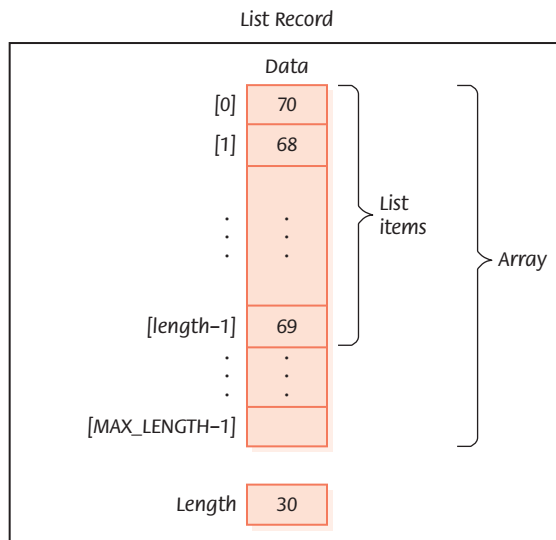 List Record
Data
[0] 70
[1] 68
List
items
Array
[length–1] 69
[MAX_LENGTH–1]
Length 30